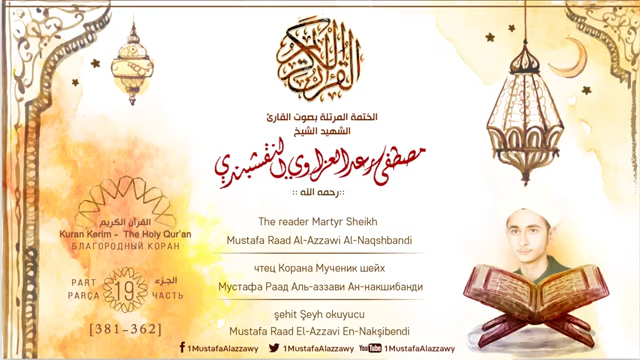 القرآن الكريم
الختمة المرتلة بصوت القارئ
الشهيد الشيخ
مصطفى رعد العزاوي النقشبندي
:: رحمه الله ::
The reader Martyr Sheikh
Mustafa Raad Al-Azzawi Al-Naqshbandi
чтец Корана Мученик шейх
Мустафа Раад Аль-аззави Ан-накшибанди
şehit Şeyh okuyucu
Mustafa Raad El-Azzavi En-Nakşibendi
القرآن الكريم
Kuran Kerim - The Holy Qur'an
БЛАГОРОДНЫЙ КОРАН
PART 19 الجزء
PARÇA ЧАСТЬ
[381-362]
1MustafaAlazzawy 1MustafaAlazzawy YouTube 1MustafaAlazzawy